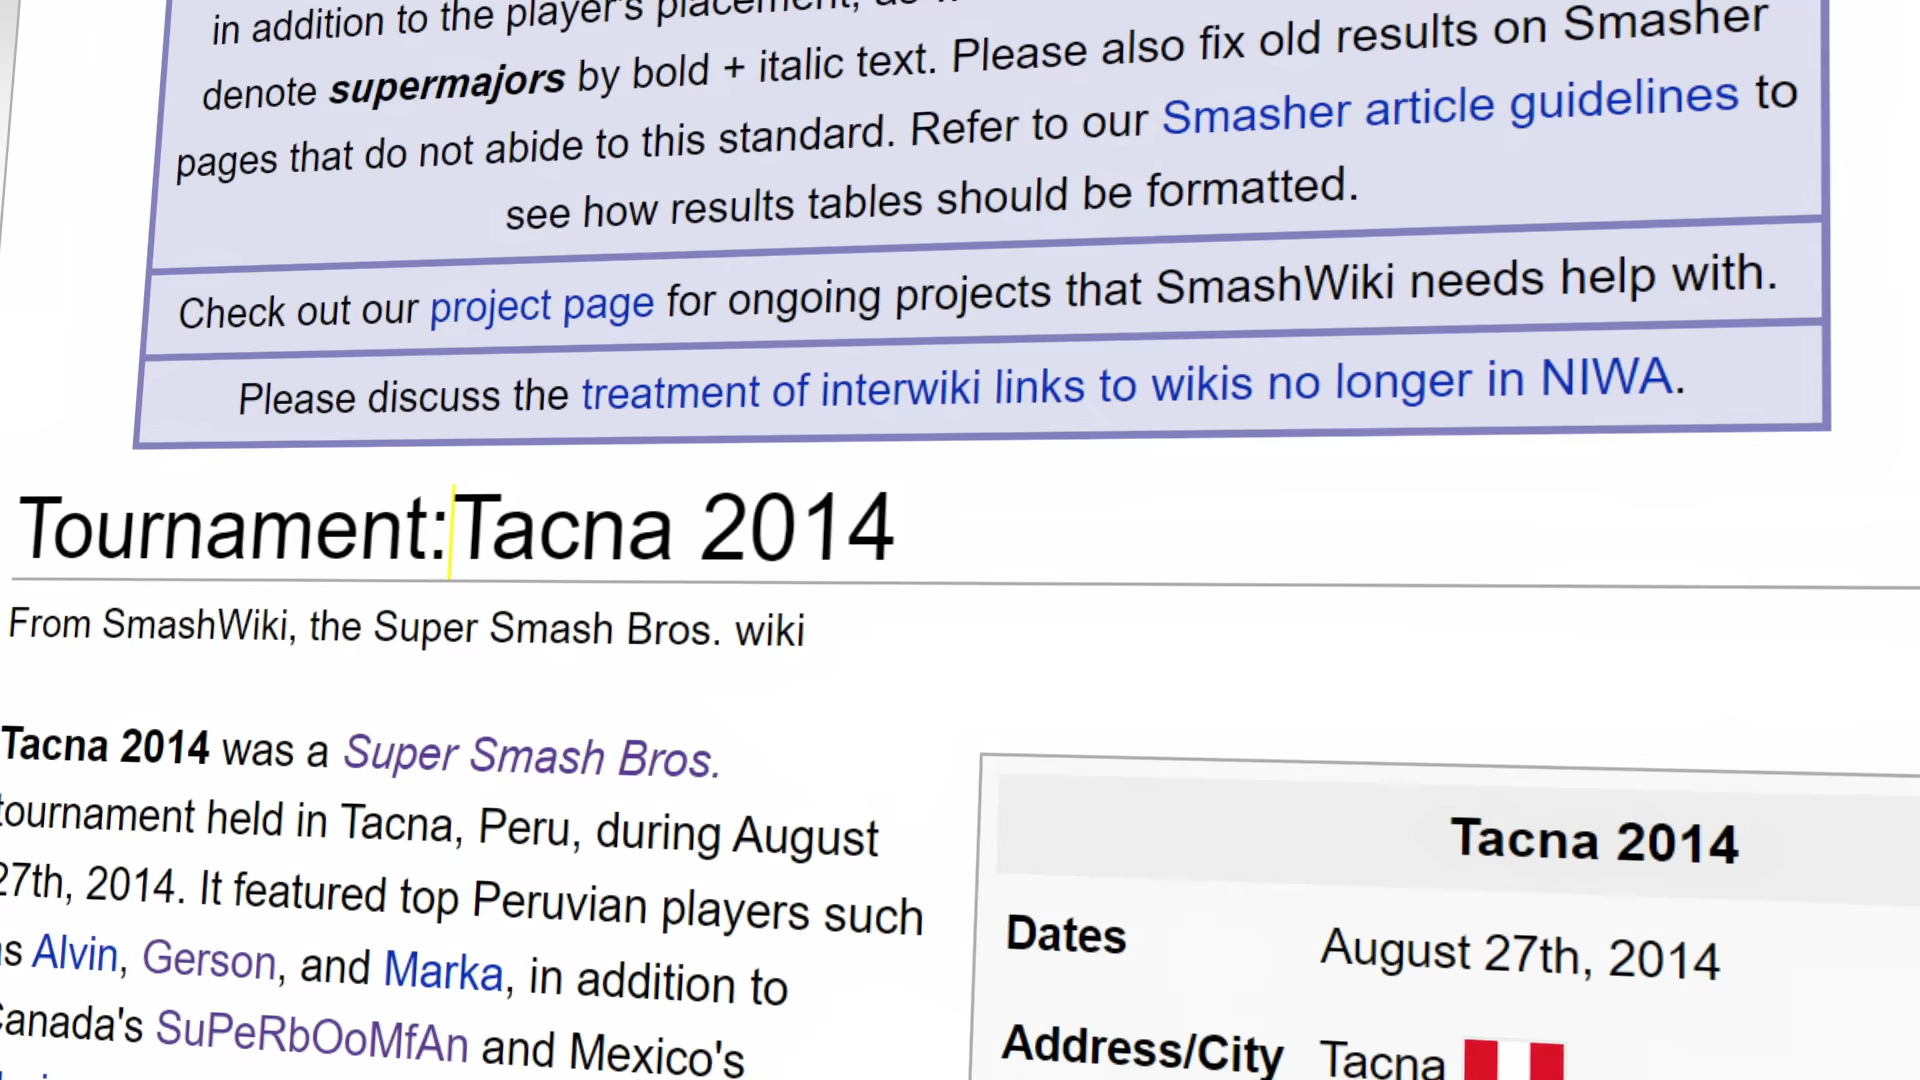 in addition to the player's placement,
denote supermajors by bold + italic text. Please also fix old results on Smasher
pages that do not abide to this standard. Refer to our Smasher article guidelines to
see how results tables should be formatted.
Check out our project page for ongoing projects that SmashWiki needs help with.
Please discuss the treatment of interwiki links to wikis no longer in NIWA.
Tournament:Tacna 2014
From SmashWiki, the Super Smash Bros. wiki
Tacna 2014 was a Super Smash Bros.
tournament held in Tacna, Peru, during August
27th, 2014. It featured top Peruvian players such
as Alvin, Gerson, and Marka, in addition to
Canada's SuPeRbOoMfAn and Mexico's
Tacna 2014
Dates August 27th, 2014
Address/City Tacna